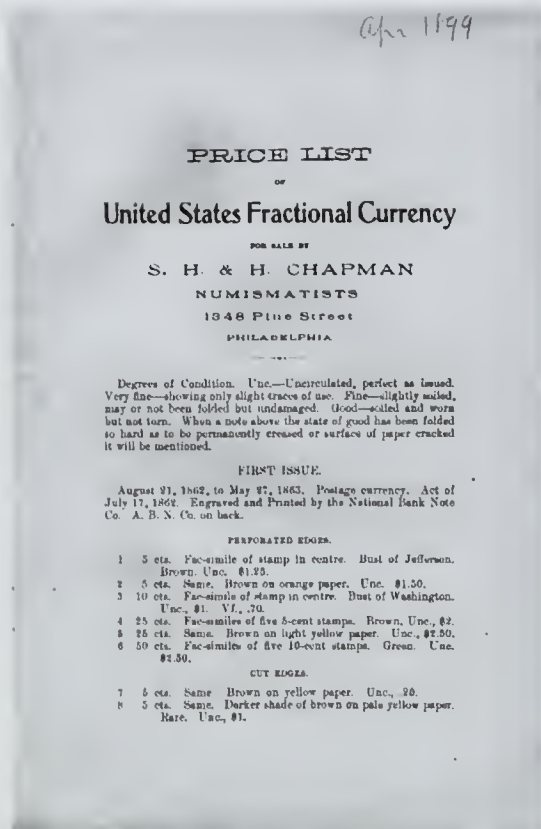 Apr 1899
PRICE LIST
OF
United States Fractional Currency
FOR SALE BY
S. H. & H. CHAPMAN
NUMISMATISTS
1348 Pine Street
PHILADELPHIA
Degrees of Condition. Unc.—Uncirculated, perfect as issued.
Very fine—showing only slight traces of use. Fine—slightly soiled,
may or not been folded but undamaged. Good—soiled and worn
but not torn. When a note above the state of good has been folded
so hard as to be permanently creased or surface of paper cracked
it will be mentioned.
FIRST ISSUE.
August 21, 1862, to May 27, 1863. Postage currency. Act of
July 17, 1862. Engraved and Printed by the National Bank Note
Co. A. B. N. Co. on back.
PERFORATED EDGES.
1 5 cts. Fac-simile of stamp in centre. Bust of Jefferson.
Brown. Unc. $1.25.
2 5 cts. Same. Brown on orange paper. Unc. $1.50.
3 10 cts. Fac-simile of stamp in centre. Bust of Washington.
Unc., $1. Vf., .70.
4 25 cts. Fac-similes of five 5-cent stamps. Brown. Unc., $2.
5 25 cts. Same. Brown on light yellow paper. Unc., $2.50.
6 50 cts. Fac-similes of five 10-cent stamps. Green. Unc.
$2.50.
CUT EDGES.
7 5 cts. Same Brown on yellow paper. Unc., 25.
8 5 cts. Same. Darker shade of brown on pale yellow paper.
Rare. Unc., $1.